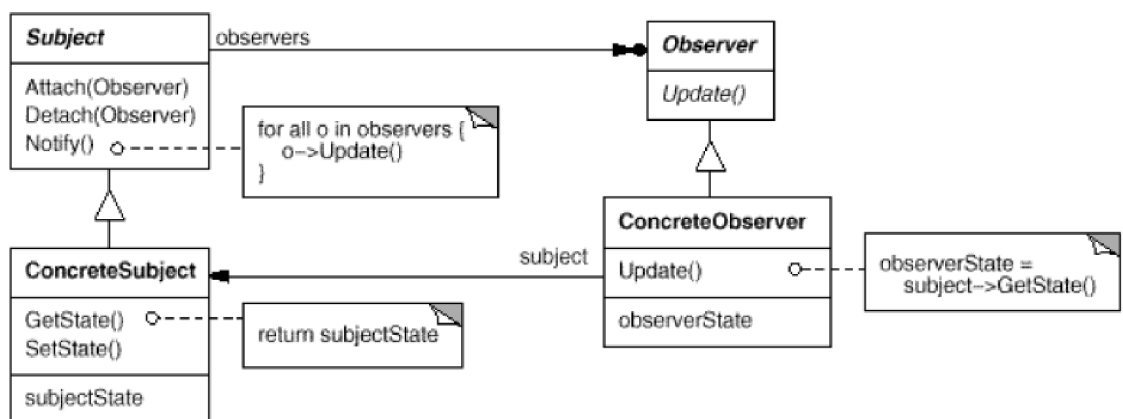 Subject
observers
Observer
Attach(Observer)
Detach(Observer)
Notify()
for all o in observers {
o->Update()
}
Update()
ConcreteSubject
GetState()
SetState()
subjectState
return subjectState
subject
ConcreteObserver
Update()
observerState
observerState =
subject->GetState()